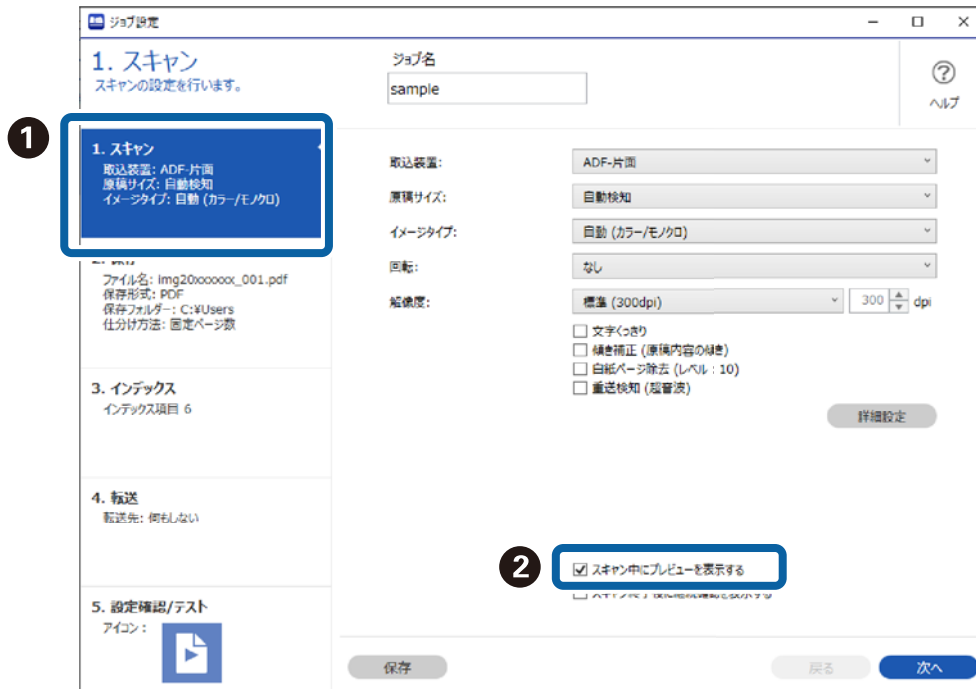 ジョブ設定
1. スキャン
スキャンの設定を行います。
ジョブ名
sample
ヘルプ
1
1. スキャン
取込装置: ADF-片面
原稿サイズ: 自動検知
イメージタイプ: 自動 (カラー/モノクロ)
ファイル名: img20xxxxxx_001.pdf
保存形式: PDF
保存フォルダー: C:¥Users
仕分け方法: 固定ページ数
3. インデックス
インデックス項目 6
4. 転送
転送先: 何もしない
5. 設定確認/テスト
アイコン :
取込装置:
ADF-片面
原稿サイズ:
自動検知
イメージタイプ:
自動 (カラー/モノクロ)
回転:
なし
解像度:
標準 (300dpi)
300
dpi
文字くっきり
傾き補正 (原稿内容の傾き)
白紙ページ除去 (レベル : 10)
重送検知 (超音波)
詳細設定
2
スキャン中にプレビューを表示する
保存
戻る
次へ